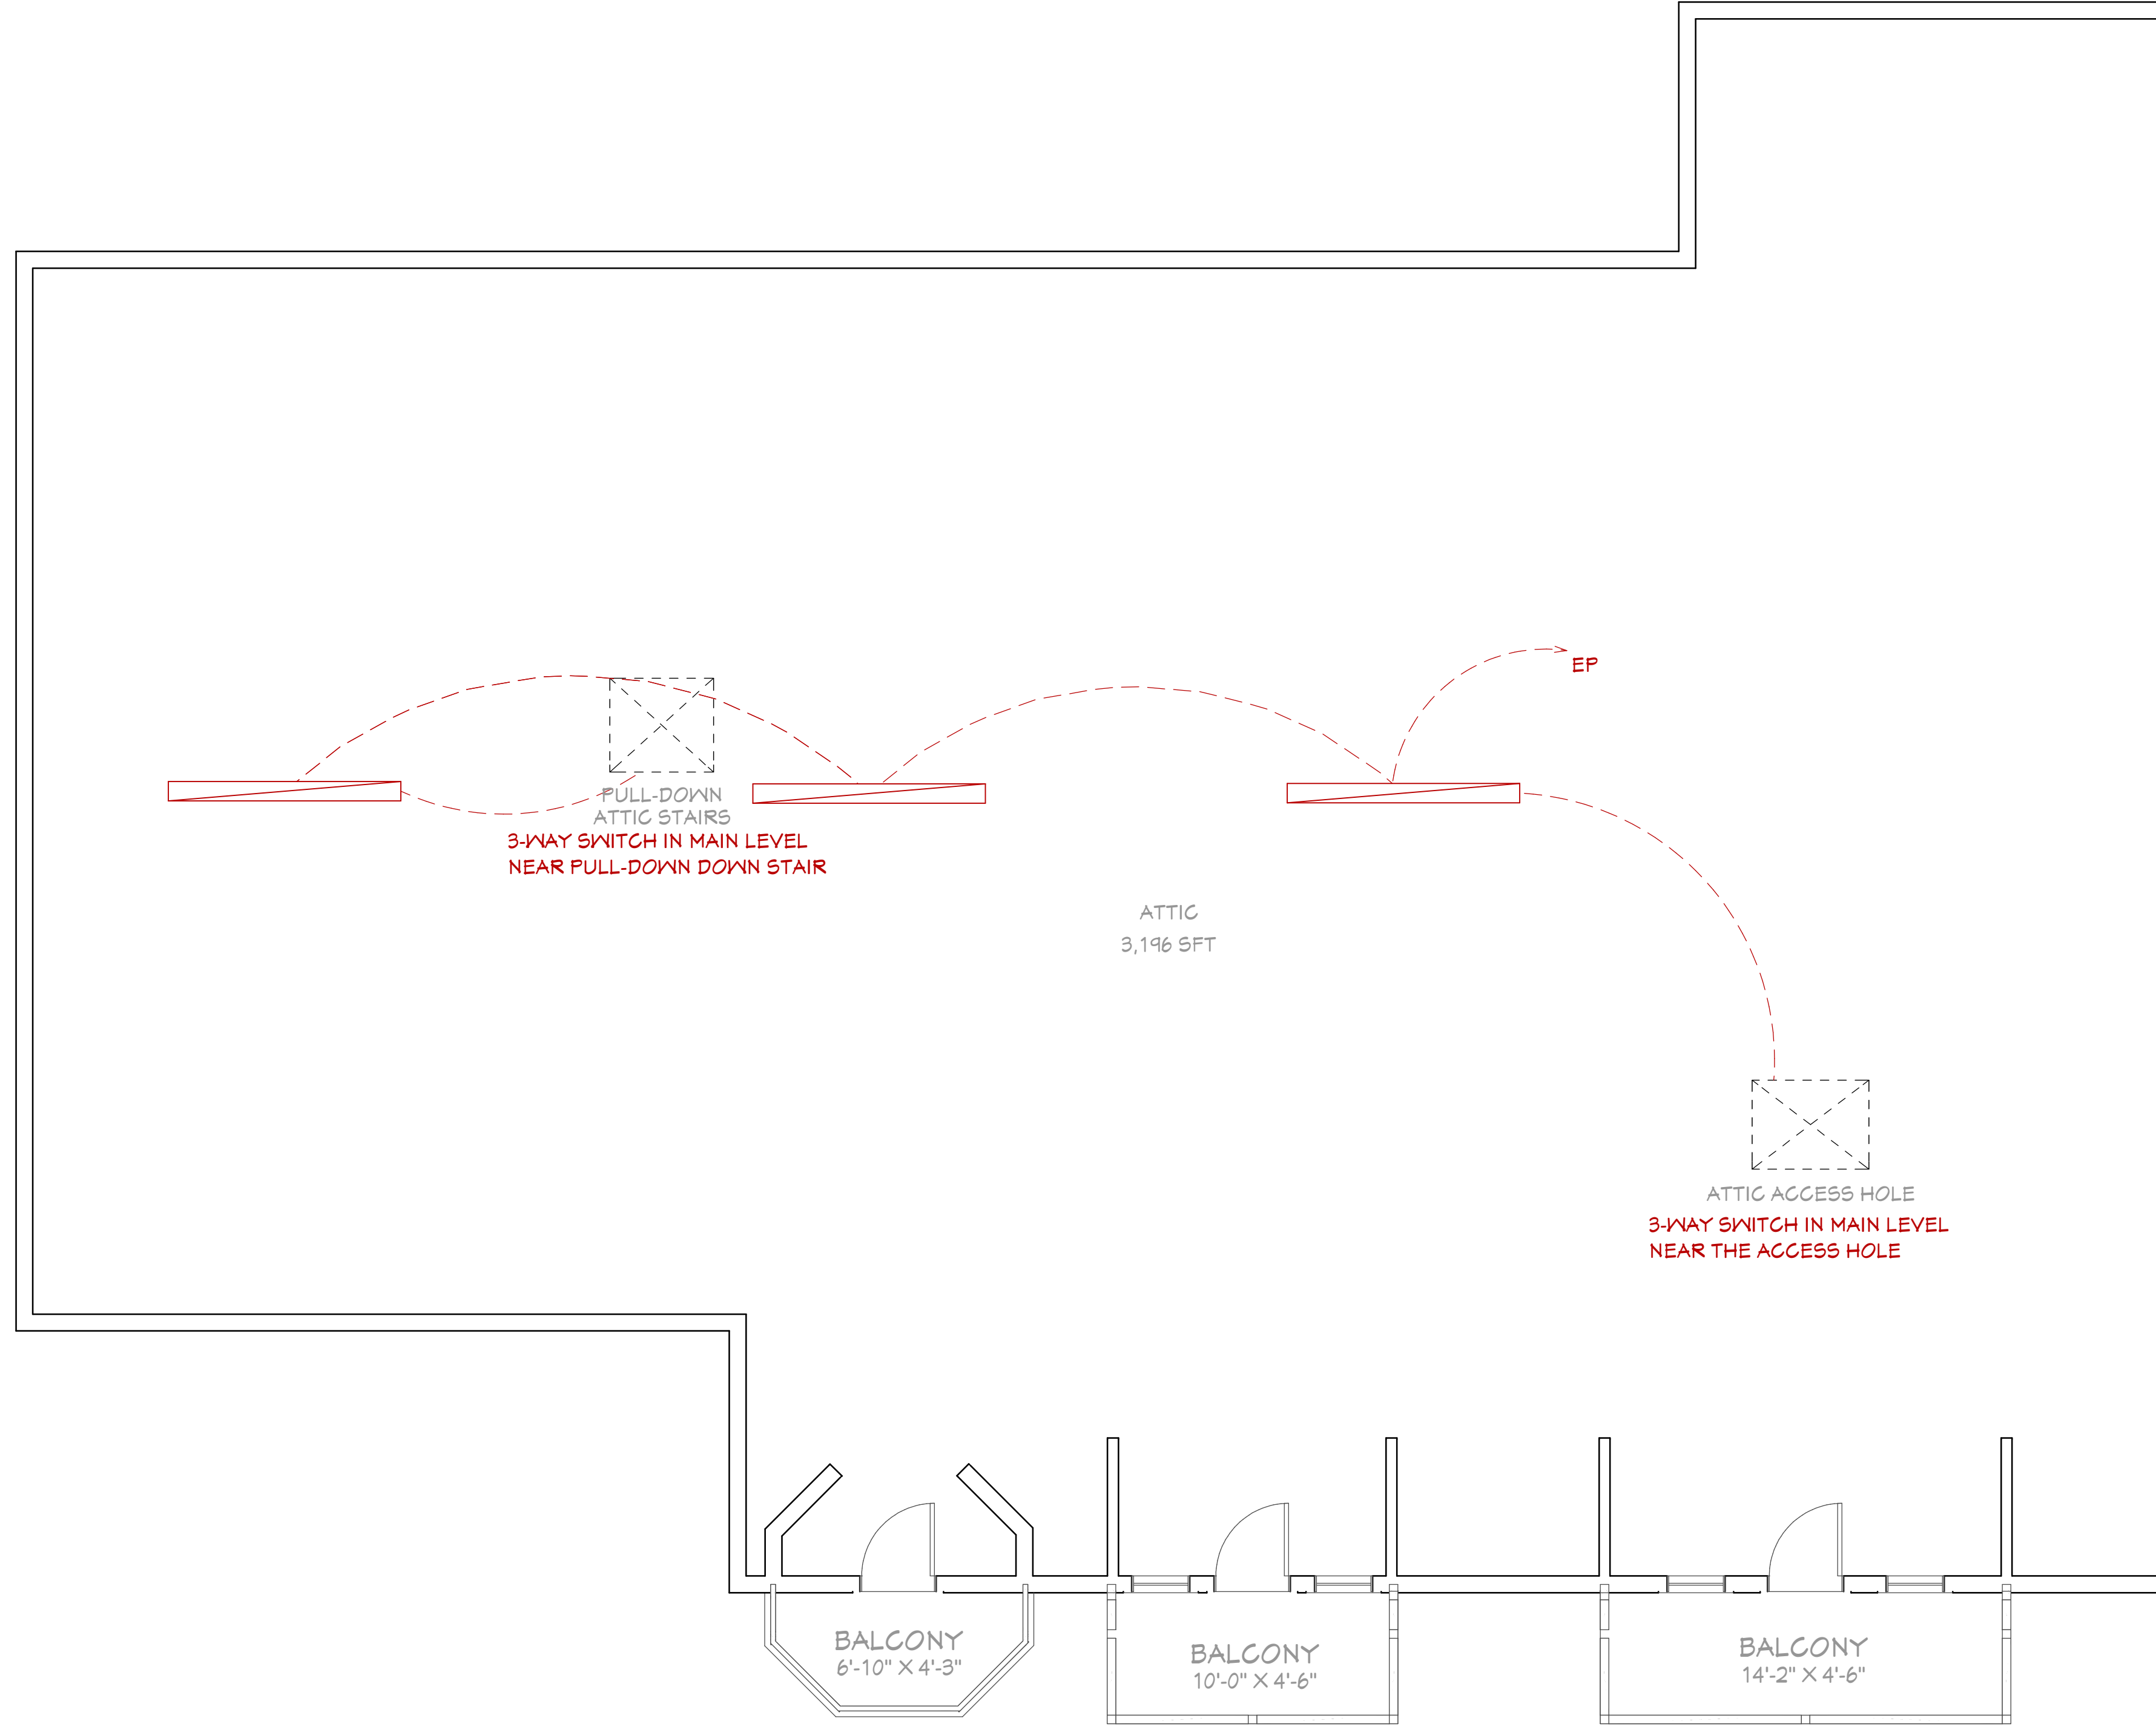 EP
PULL-DOWN
ATTIC STAIRS
3-WAY SWITCH IN MAIN LEVEL
NEAR PULL-DOWN DOWN STAIR
ATTIC
3,196 SFT
ATTIC ACCESS HOLE
3-WAY SWITCH IN MAIN LEVEL
NEAR THE ACCESS HOLE
BALCONY
6'-10" X 4'-3"
BALCONY
10'-0" X 4'-6"
BALCONY
14'-2" X 4'-6"